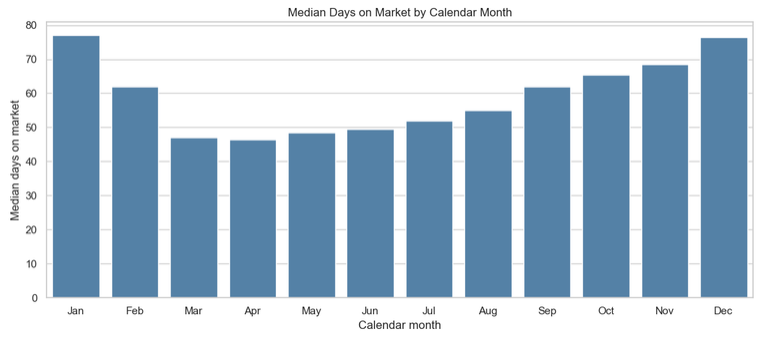 Median Days on Market by Calendar Month
Median days on market
80
70
60
50
40
30
20
10
0
Jan Feb Mar Apr May Jun Jul Aug Sep Oct Nov Dec
Calendar month